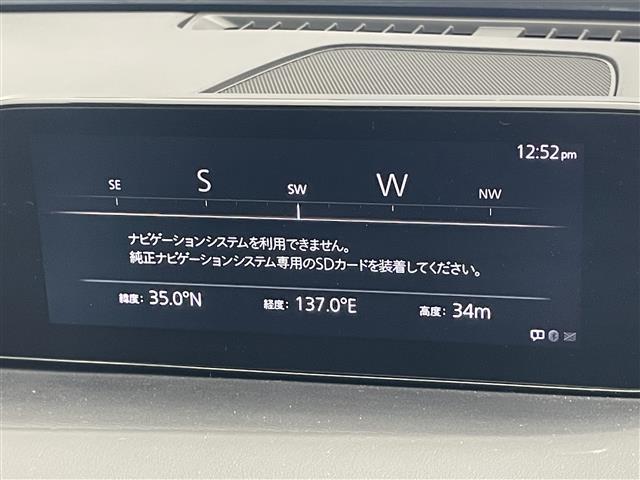 12:52pm
SE S SW W NW
ナビゲーションシステムを利用できません。
純正ナビゲーションシステム専用のSDカードを装着してください。
緯度: 35.0°N 経度: 137.0°E 高度: 34m